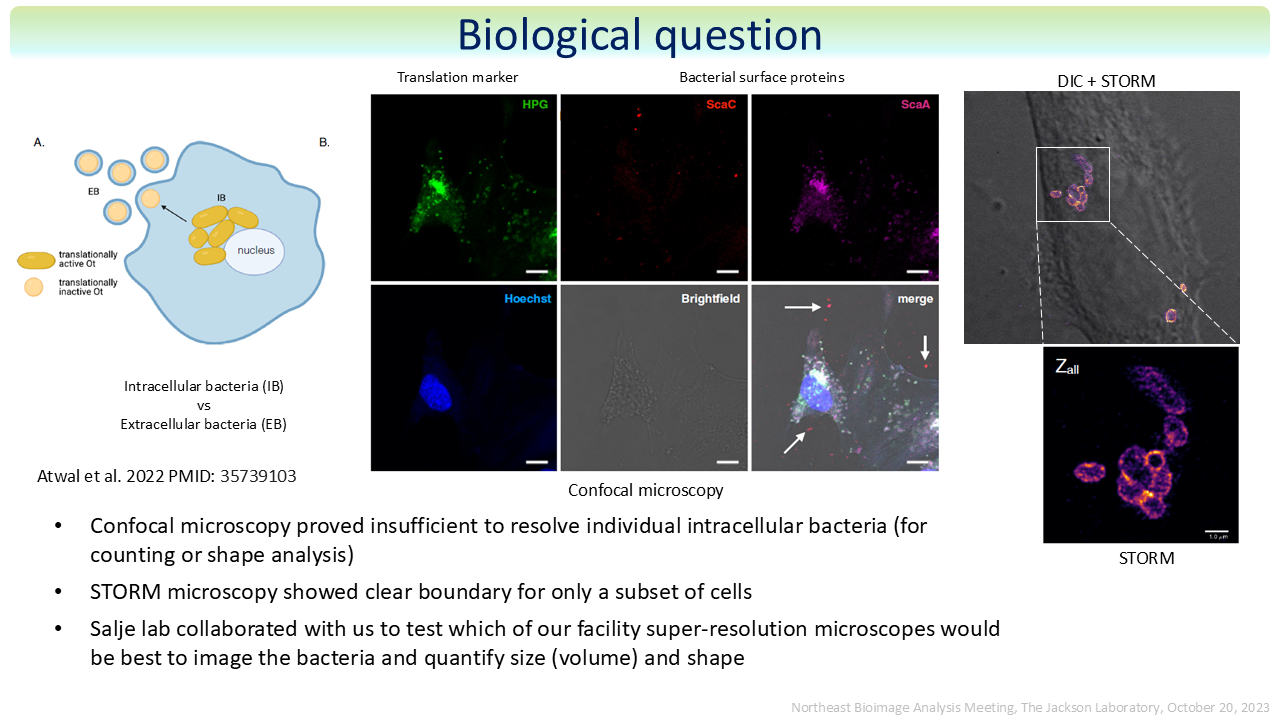 Biological question
Translation marker
Bacterial surface proteins
DIC + STORM
HPG
ScaC
ScaA
A.
B.
EB
IB
nucleus
translationally
active Ot
translationally
inactive Ot
Hoechst
Brightfield
merge
Zall
1.0 μm
Intracellular bacteria (IB)
vs
Extracellular bacteria (EB)
Atwal et al. 2022 PMID: 35739103
Confocal microscopy
STORM
• Confocal microscopy proved insufficient to resolve individual intracellular bacteria (for
counting or shape analysis)
• STORM microscopy showed clear boundary for only a subset of cells
• Salje lab collaborated with us to test which of our facility super-resolution microscopes would
be best to image the bacteria and quantify size (volume) and shape
Northeast Bioimage Analysis Meeting, The Jackson Laboratory, October 20, 2023